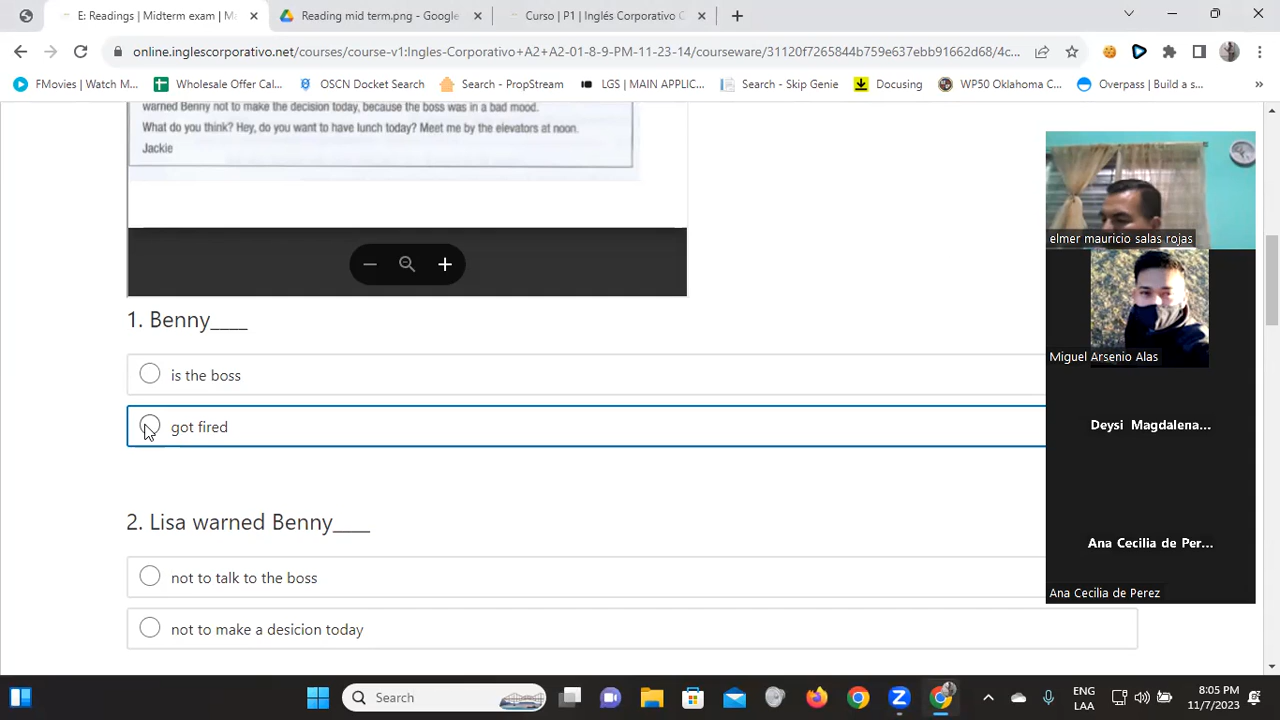 E: Readings | Midterm exam | M
Reading mid term.png - Google
Curso | P1 | Inglés Corporativo C
online.inglescorporativo.net/courses/course-v1:Ingles-Corporativo+A2+A2-01-8-9-PM-11-23-14/courseware/31120f7265844b759e637ebb91662d68/4c...
FMovies | Watch M...
Wholesale Offer Cal...
OSCN Docket Search
Search - PropStream
LGS | MAIN APPLIC...
Search - Skip Genie
Docusing
WP50 Oklahoma C...
Overpass | Build a s...
»
warned Benny not to make the decision today, because the boss was in a bad mood.
What do you think? Hey, do you want to have lunch today? Meet me by the elevators at noon.
Jackie
elmer mauricio salas rojas
1. Benny____
is the boss
got fired
Miguel Arsenio Alas
Deysi Magdalena...
2. Lisa warned Benny____
not to talk to the boss
not to make a desicion today
Ana Cecilia de Per...
Ana Cecilia de Perez
Search
ENG
LAA
8:05 PM
11/7/2023